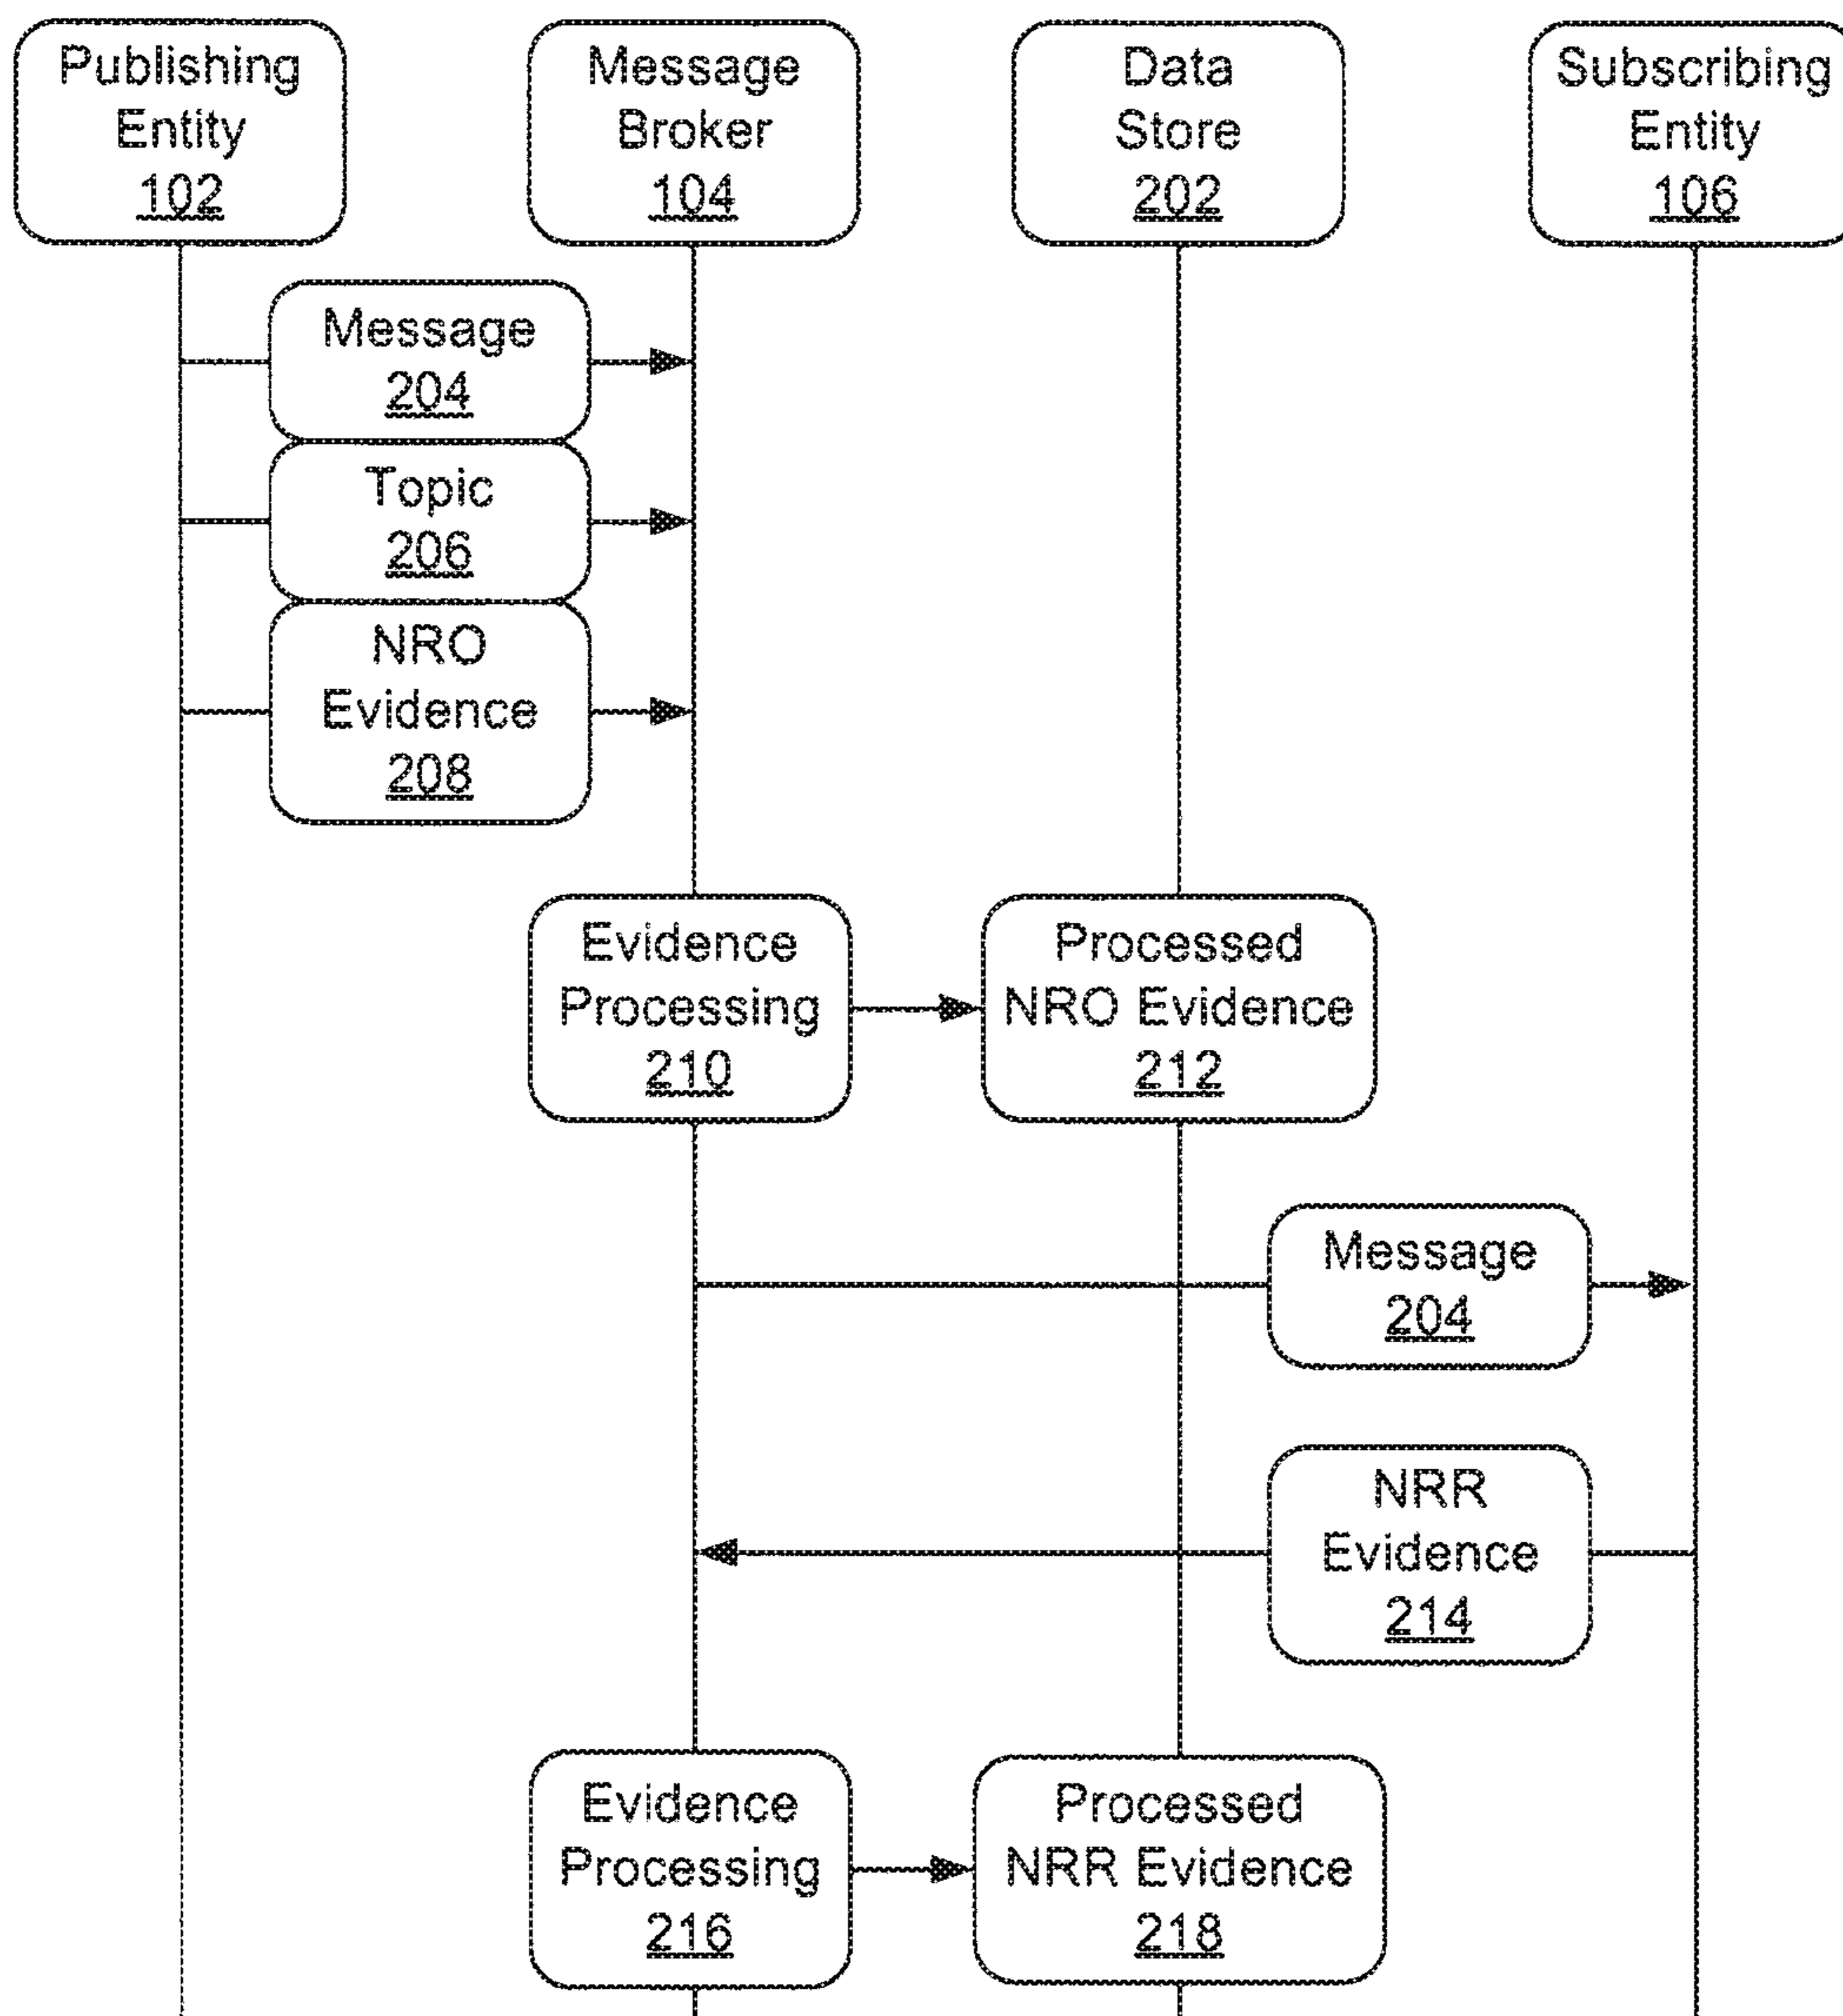 Publishing
Entity
102
Message
Broker
104
Data
Store
202
Subscribing
Entity
106
Message
204
Topic
206
NRO
Evidence
208
Evidence
Processing
210
Processed
NRO Evidence
212
Message
204
NRR
Evidence
214
Evidence
Processing
216
Processed
NRR Evidence
218